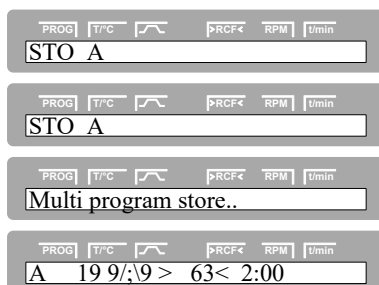 PROG T/°C >RCF< RPM t/min
STO A
PROG T/°C >RCF< RPM t/min
STO A
PROG T/°C >RCF< RPM t/min
Multi program store..
PROG T/°C >RCF< RPM t/min
A 19 9/;\9 > 63< 2:00